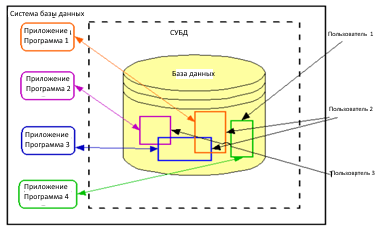 Система базы данных
Приложение
Программа 1
СУБД
Пользователь 1
База данных
Приложение
Программа 2
Пользователь 2
Приложение
Программа 3
Пользователь 3
Приложение
Программа 4